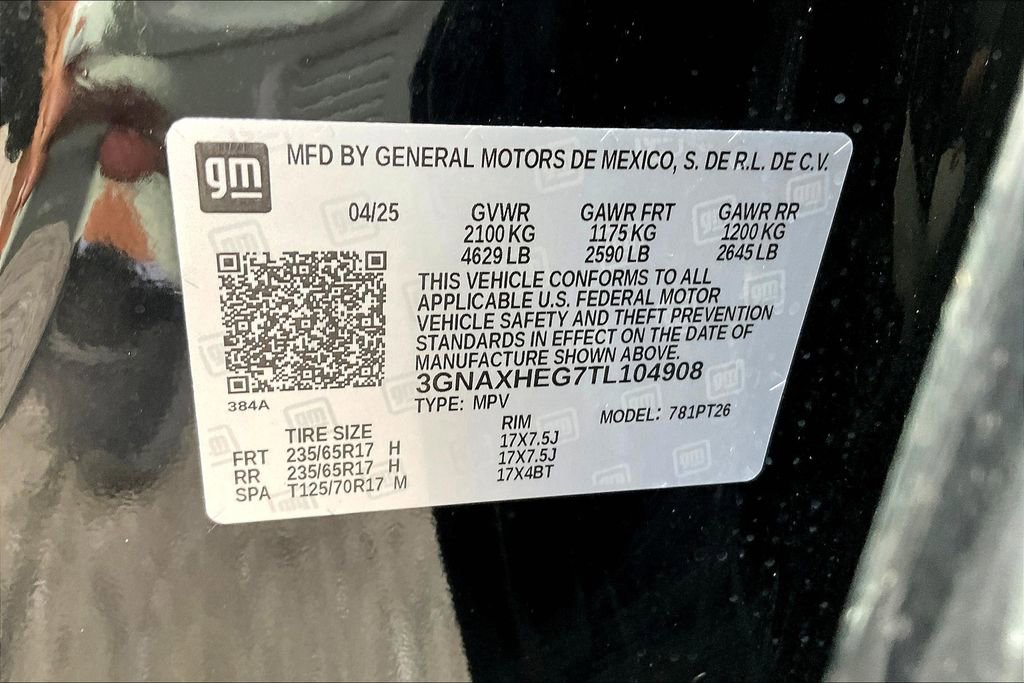 gm MFD BY GENERAL MOTORS DE MEXICO, S. DE R.L. DE C.V.
04/25 GVWR GAWR FRT GAWR RR
2100 KG 1175 KG 1200 KG
4629 LB 2590 LB 2645 LB
THIS VEHICLE CONFORMS TO ALL
APPLICABLE U.S. FEDERAL MOTOR
VEHICLE SAFETY AND THEFT PREVENTION
STANDARDS IN EFFECT ON THE DATE OF
MANUFACTURE SHOWN ABOVE.
3GNAXHEG7TL104908
384A
TYPE: MPV MODEL: 781PT26
TIRE SIZE RIM
FRT 235/65R17 H 17X7.5J
RR 235/65R17 H 17X7.5J
SPA T125/70R17 M 17X4BT